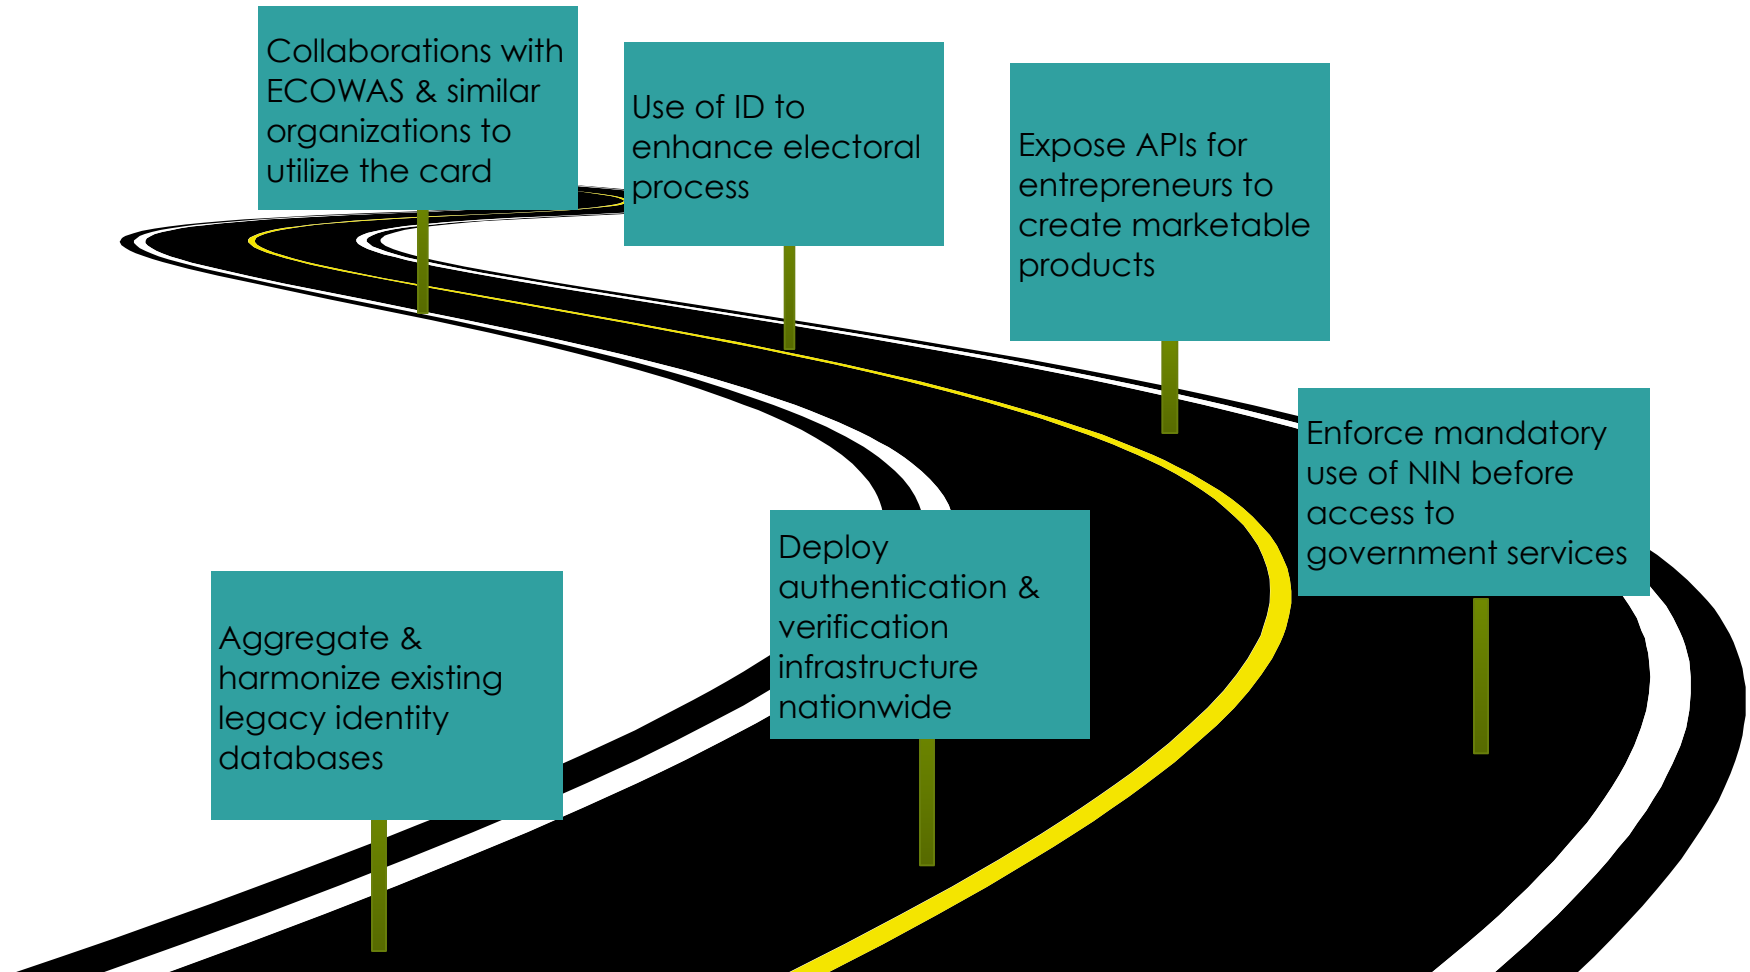 Collaborations with
ECOWAS & similar
organizations to
utilize the card
Use of ID to
enhance electoral
process
Expose APIs for
entrepreneurs to
create marketable
products
Enforce mandatory
use of NIN before
access to
government services
Deploy
authentication &
verification
infrastructure
nationwide
Aggregate &
harmonize existing
legacy identity
databases